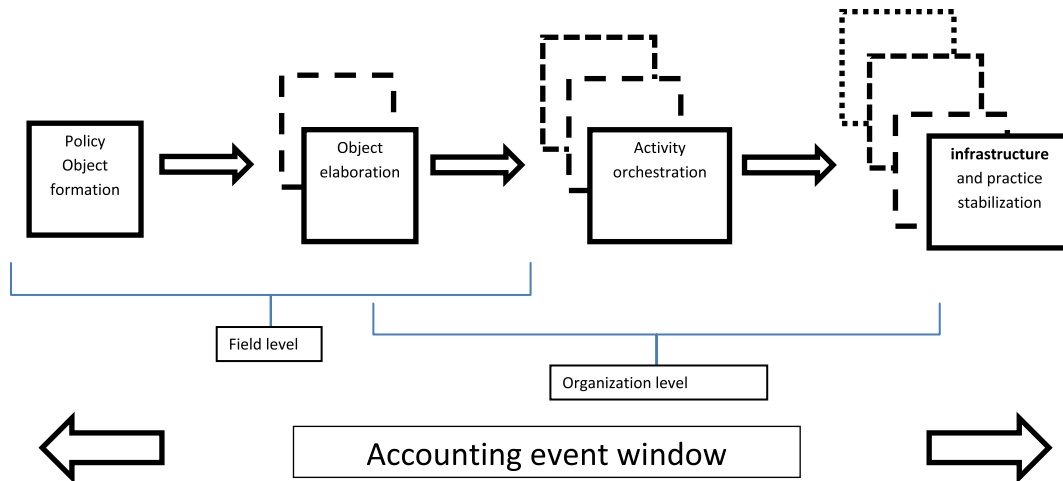 Policy
Object
formation
Object
elaboration
Activity
orchestration
infrastructure
and practice
stabilization
Field level
Organization level
Accounting event window